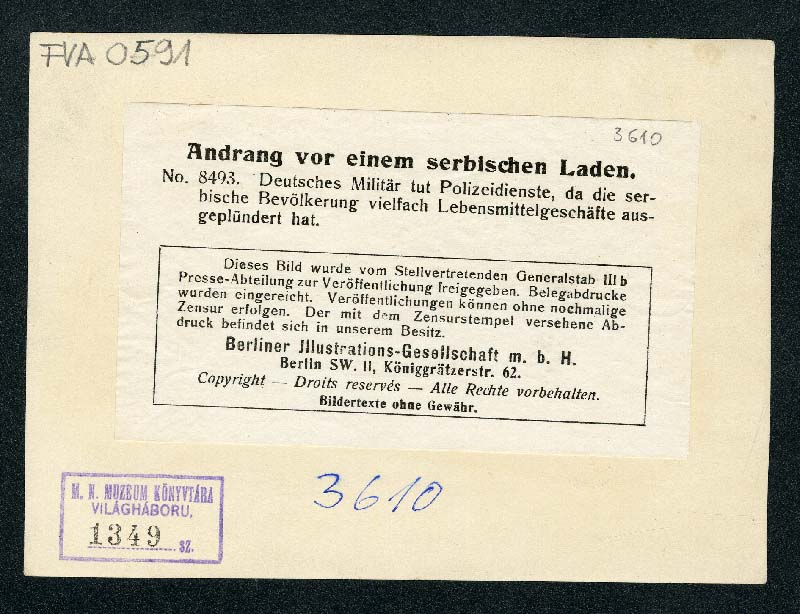 FVA 0591
3610
Andrang vor einem serbischen Laden.
No. 8493. Deutsches Militär tut Polizeidienste, da die ser-
bische Bevölkerung vielfach Lebensmittelgeschäfte aus-
geplündert hat.
Dieses Bild wurde vom Stellvertretenden Generalstab III b
Presse-Abteilung zur Veröffentlichung freigegeben. Belegabdrucke
wurden eingereicht. Veröffentlichungen können ohne nochmalige
Zensur erfolgen. Der mit dem Zensurstempel versehene Ab-
druck befindet sich in unserem Besitz.
Berliner Jllustrations-Gesellschaft m. b. H.
Berlin SW. 11, Königgrätzerstr. 62.
Copyright — Droits reservés — Alle Rechte vorbehalten.
Bildertexte ohne Gewähr.
3610
M. N. MUZEUM KÖNYVTÁRA
VILÁGHÁBORU,
1349 SZ.